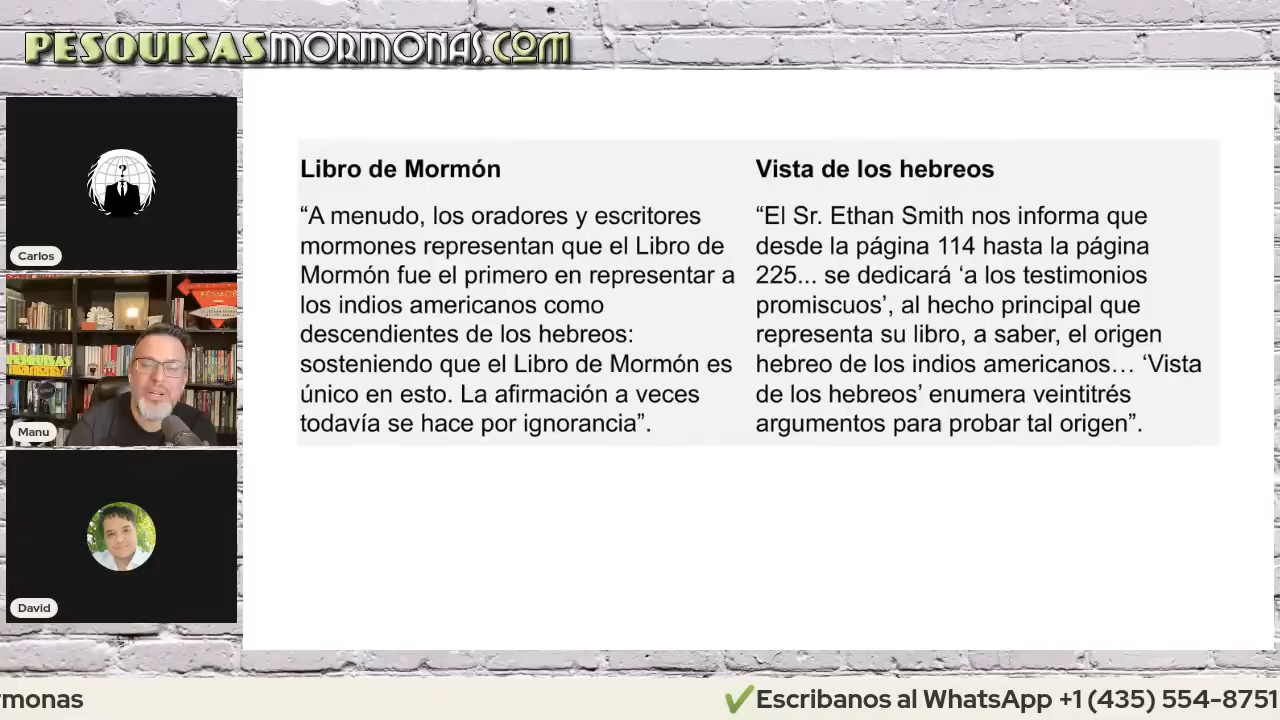 PESQUISASMORMONAS.COM
Carlos
Manu
David
Libro de Mormón
“A menudo, los oradores y escritores
mormones representan que el Libro de
Mormón fue el primero en representar a
los indios americanos como
descendientes de los hebreos:
sosteniendo que el Libro de Mormón es
único en esto. La afirmación a veces
todavía se hace por ignorancia”.
Vista de los hebreos
“El Sr. Ethan Smith nos informa que
desde la página 114 hasta la página
225... se dedicará ‘a los testimonios
promiscuos’, al hecho principal que
representa su libro, a saber, el origen
hebreo de los indios americanos… ‘Vista
de los hebreos’ enumera veintitrés
argumentos para probar tal origen”.
rmonas
✔Escribanos al WhatsApp +1 (435) 554-8751